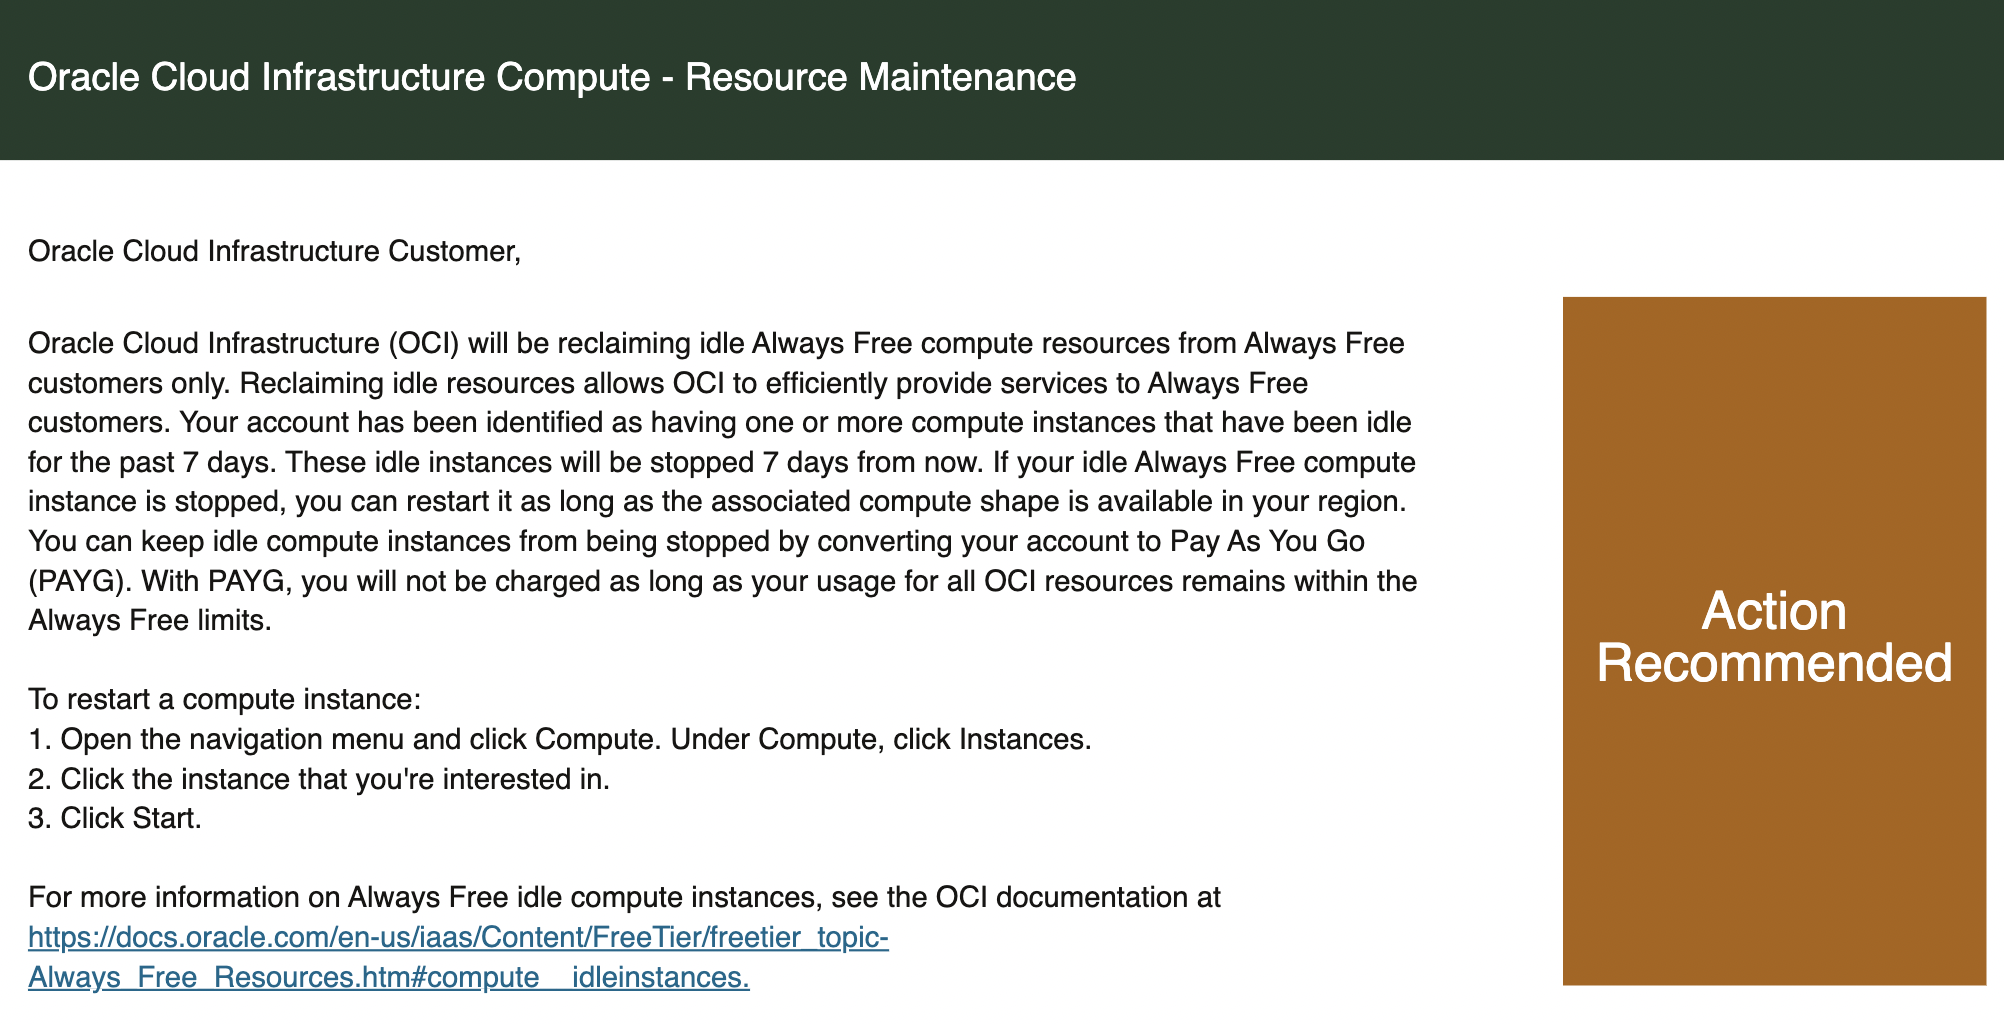 Oracle Cloud Infrastructure Compute - Resource Maintenance
Oracle Cloud Infrastructure Customer,
Oracle Cloud Infrastructure (OCI) will be reclaiming idle Always Free compute resources from Always Free
customers only. Reclaiming idle resources allows OCI to efficiently provide services to Always Free
customers. Your account has been identified as having one or more compute instances that have been idle
for the past 7 days. These idle instances will be stopped 7 days from now. If your idle Always Free compute
instance is stopped, you can restart it as long as the associated compute shape is available in your region.
You can keep idle compute instances from being stopped by converting your account to Pay As You Go
(PAYG). With PAYG, you will not be charged as long as your usage for all OCI resources remains within the
Always Free limits.
To restart a compute instance:
1. Open the navigation menu and click Compute. Under Compute, click Instances.
2. Click the instance that you're interested in.
3. Click Start.
For more information on Always Free idle compute instances, see the OCI documentation at
https://docs.oracle.com/en-us/iaas/Content/FreeTier/freetier_topic-
Always_Free_Resources.htm#compute__idleinstances.
Action
Recommended